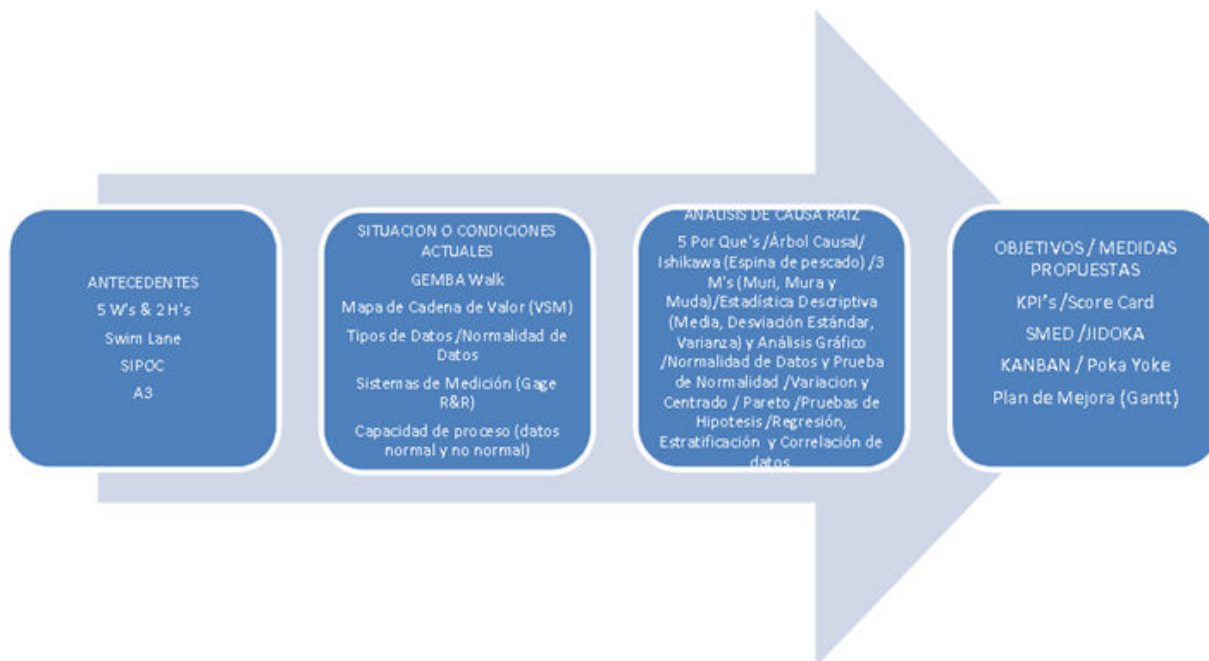 ANTECEDENTES
5 W's & 2 H's
Swim Lane
SIPOC
A3
SITUACION O CONDICIONES
ACTUALES
GEMBA Walk
Mapa de Cadena de Valor (VSM)
Tipos de Datos /Normalidad de
Datos
Sistemas de Medición (Gage
R&R)
Capacidad de proceso (datos
normal y no normal)
ANALISIS DE CAUSA RAIZ
5 Por Que's /Árbol Causal/
Ishikawa (Espina de pescado) /3
M's (Muri, Mura y
Muda)/Estadística Descriptiva
(Media, Desviación Estándar,
Varianza) y Análisis Gráfico
/Normalidad de Datos y Prueba
de Normalidad /Variacion y
Centrado / Pareto /Pruebas de
Hipotesis /Regresión,
Estratificación y Correlación de
datos
OBJETIVOS / MEDIDAS
PROPUESTAS
KPI's /Score Card
SMED /JIDOKA
KANBAN / Poka Yoke
Plan de Mejora (Gantt)